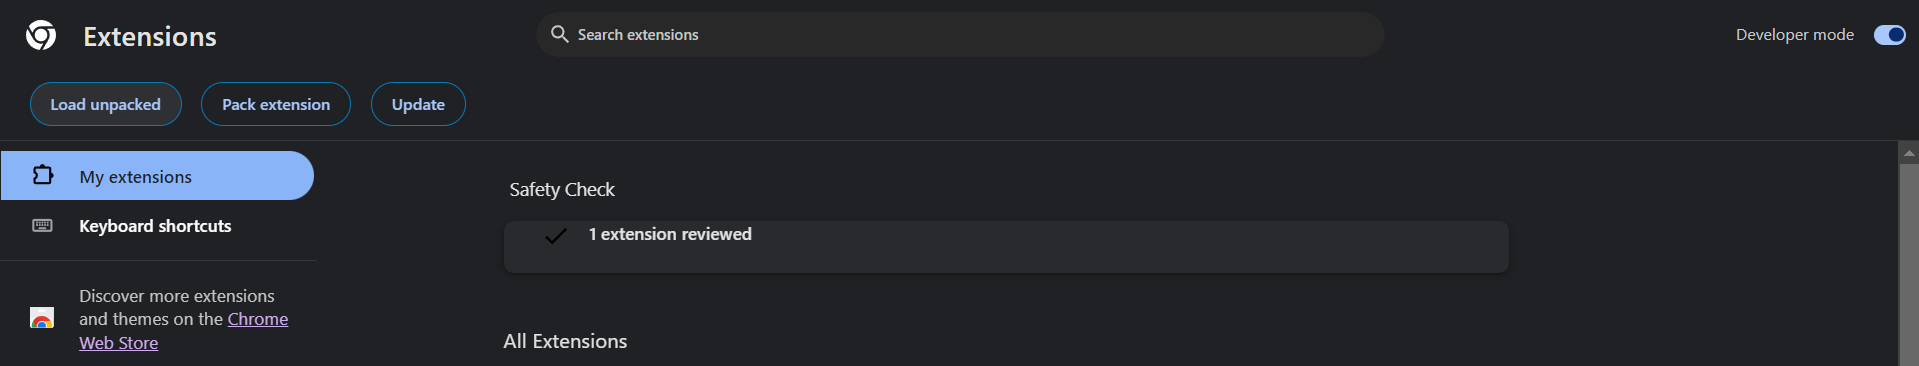 Extensions
Search extensions
Developer mode
Load unpacked
Pack extension
Update
My extensions
Keyboard shortcuts
Discover more extensions
and themes on the Chrome
Web Store
Safety Check
1 extension reviewed
All Extensions